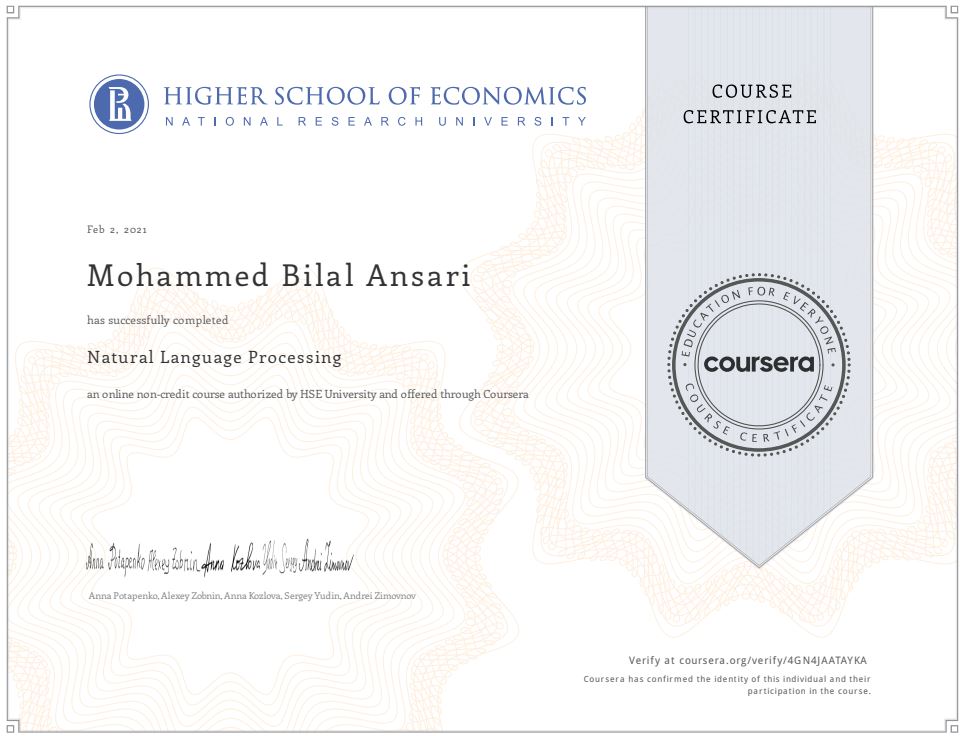 HIGHER SCHOOL OF ECONOMICS
NATIONAL RESEARCH UNIVERSITY
COURSE
CERTIFICATE
Feb 2, 2021
Mohammed Bilal Ansari
has successfully completed
Natural Language Processing
an online non-credit course authorized by HSE University and offered through Coursera
EDUCATION FOR EVERYONE
coursera
COURSE CERTIFICATE
Anna Potapenko Alexey Zobnin Anna Kozlova Yudin Sergey Andrei Zimovnov
Anna Potapenko, Alexey Zobnin, Anna Kozlova, Sergey Yudin, Andrei Zimovnov
Verify at coursera.org/verify/4GN4JAATAYKA
Coursera has confirmed the identity of this individual and their
participation in the course.